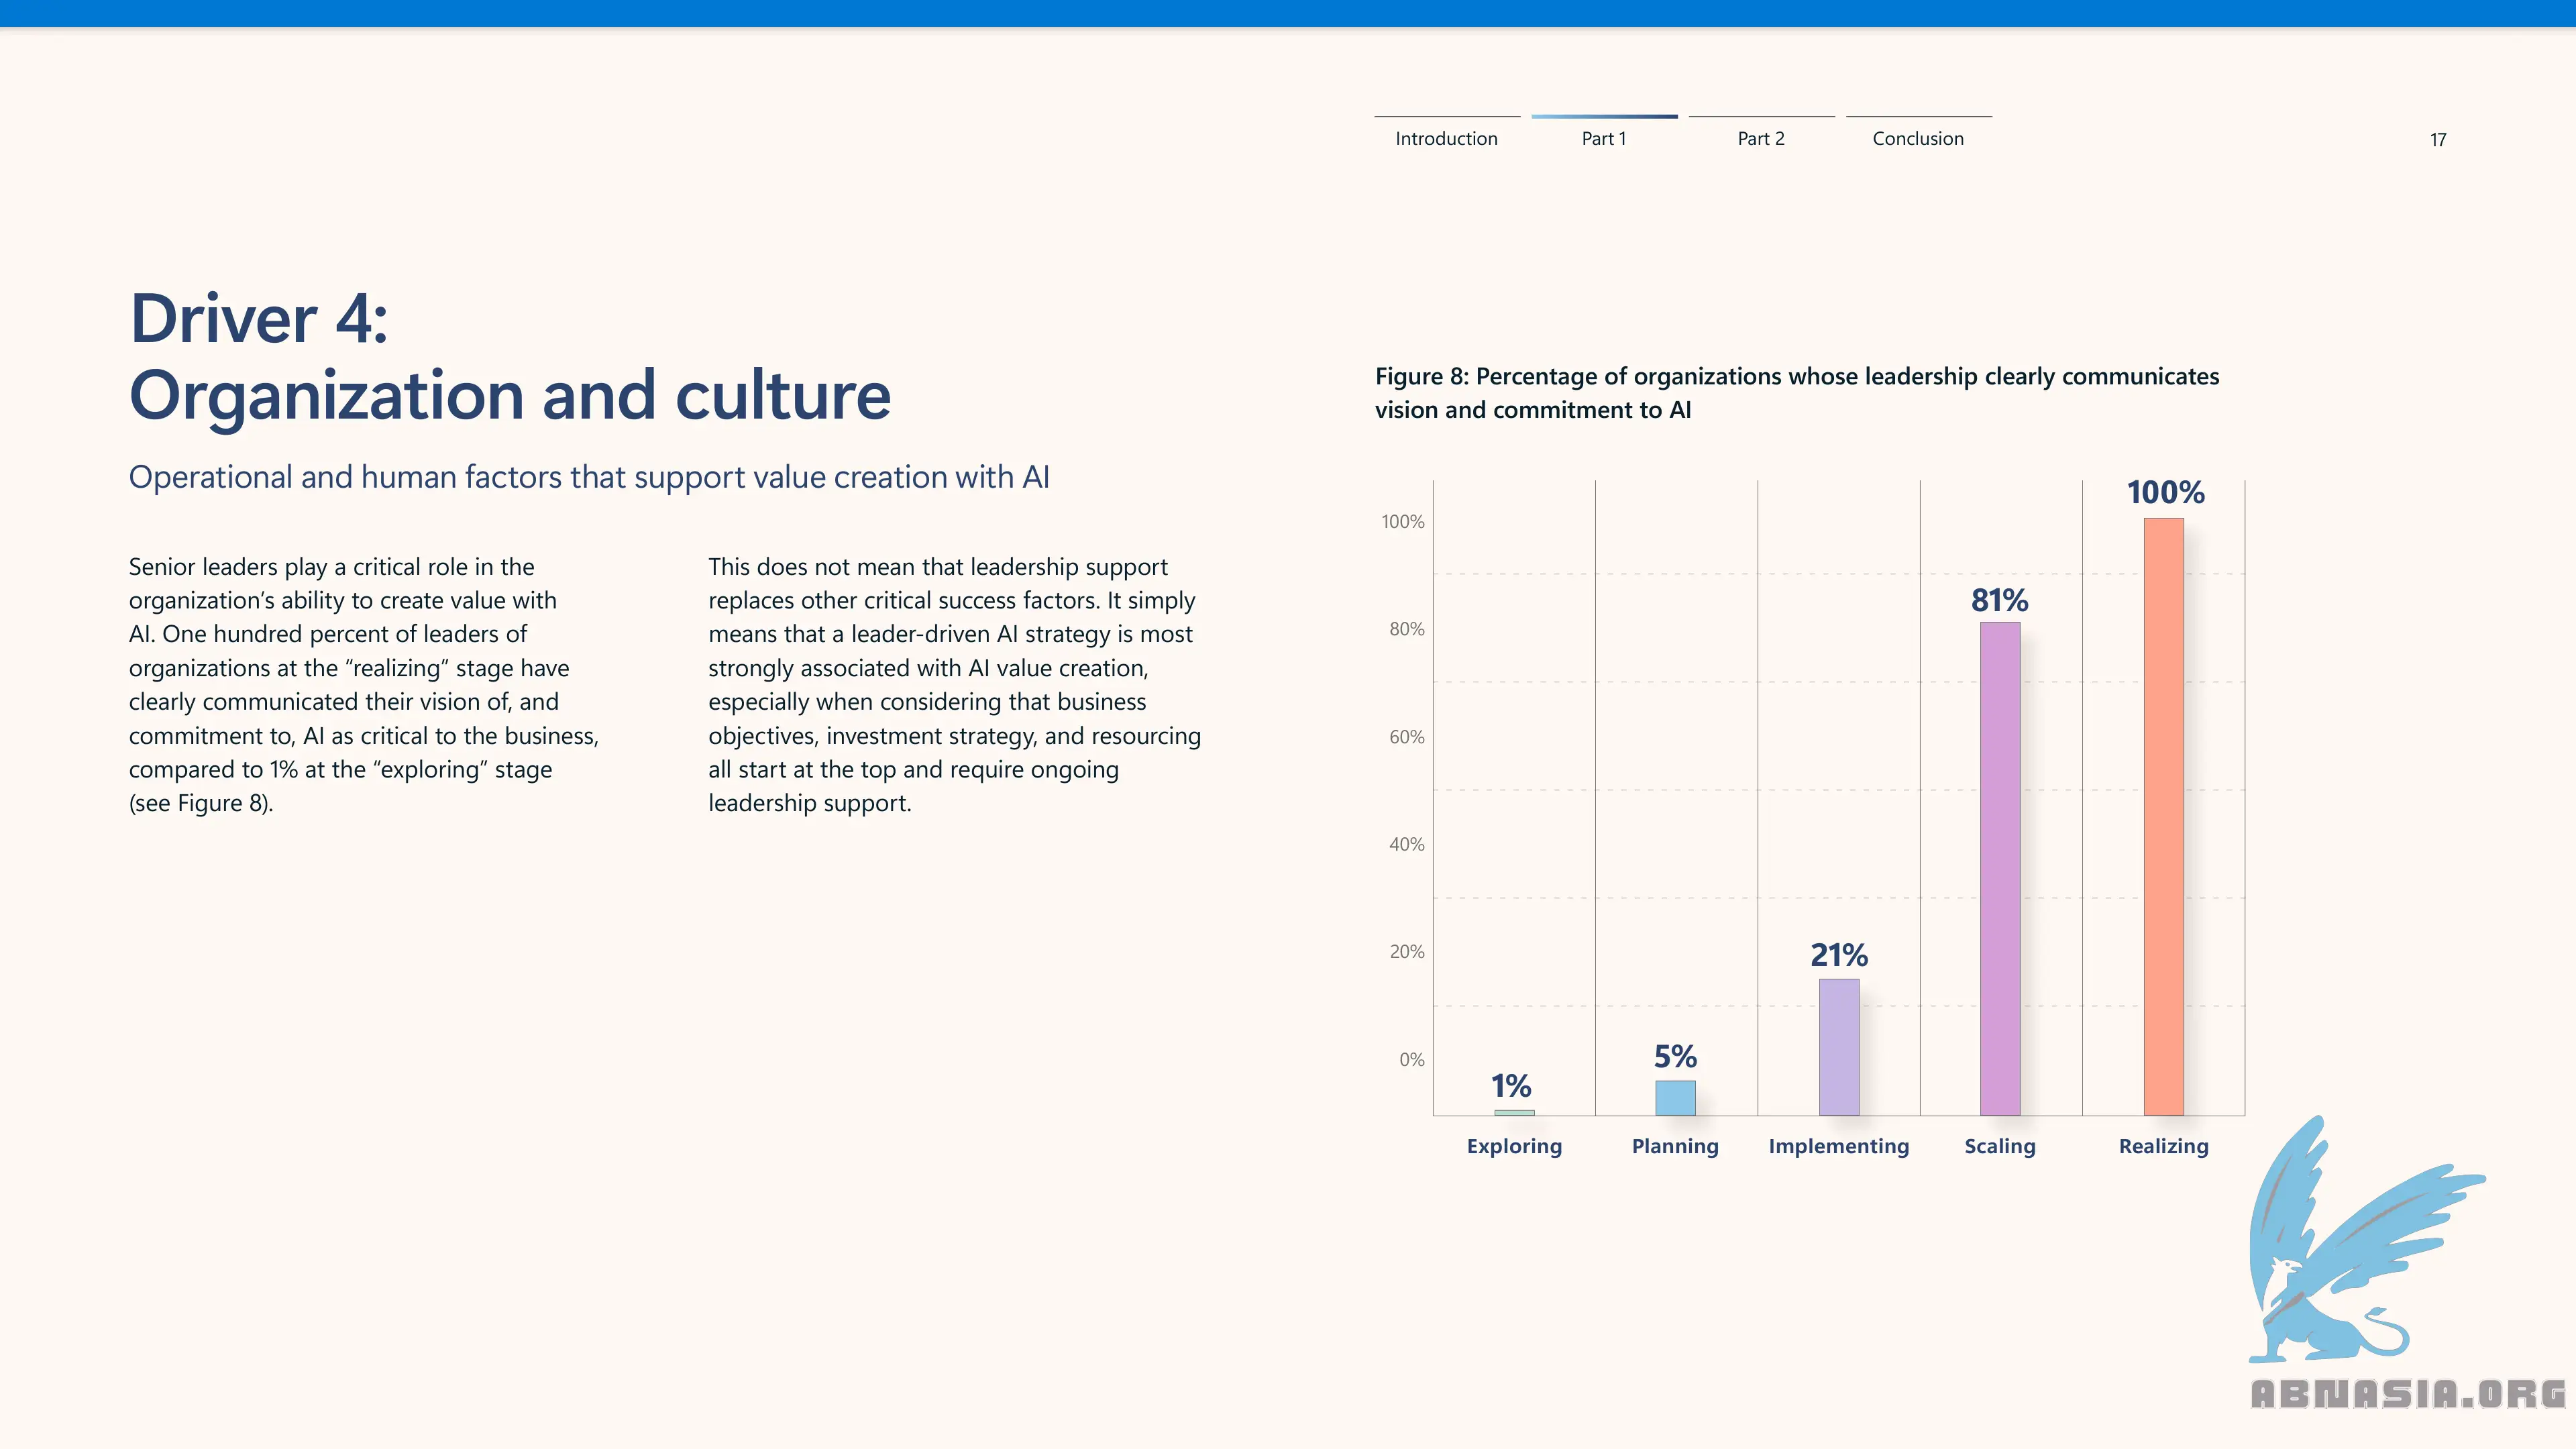 Introduction
Part 1
Part 2
Conclusion
17
Driver 4:
Organization and culture
Operational and human factors that support value creation with AI
Senior leaders play a critical role in the
organization’s ability to create value with
AI. One hundred percent of leaders of
organizations at the “realizing” stage have
clearly communicated their vision of, and
commitment to, AI as critical to the business,
compared to 1% at the “exploring” stage
(see Figure 8).
This does not mean that leadership support
replaces other critical success factors. It simply
means that a leader-driven AI strategy is most
strongly associated with AI value creation,
especially when considering that business
objectives, investment strategy, and resourcing
all start at the top and require ongoing
leadership support.
Figure 8: Percentage of organizations whose leadership clearly communicates
vision and commitment to AI
100%
80%
60%
40%
20%
0%
1%
5%
21%
81%
100%
Exploring
Planning
Implementing
Scaling
Realizing
ABNASIA.ORG